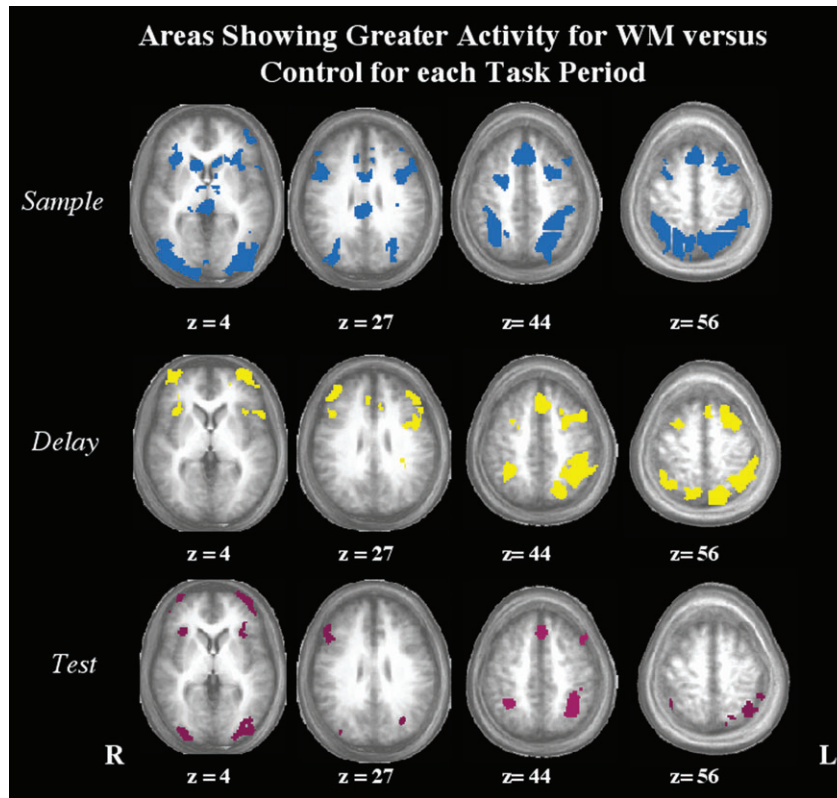 Areas Showing Greater Activity for WM versus
Control for each Task Period
Sample
z = 4 z = 27 z= 44 z=56
Delay
z = 4 z = 27 z= 44 z= 56
Test
R L
z = 4 z = 27 z= 44 z= 56